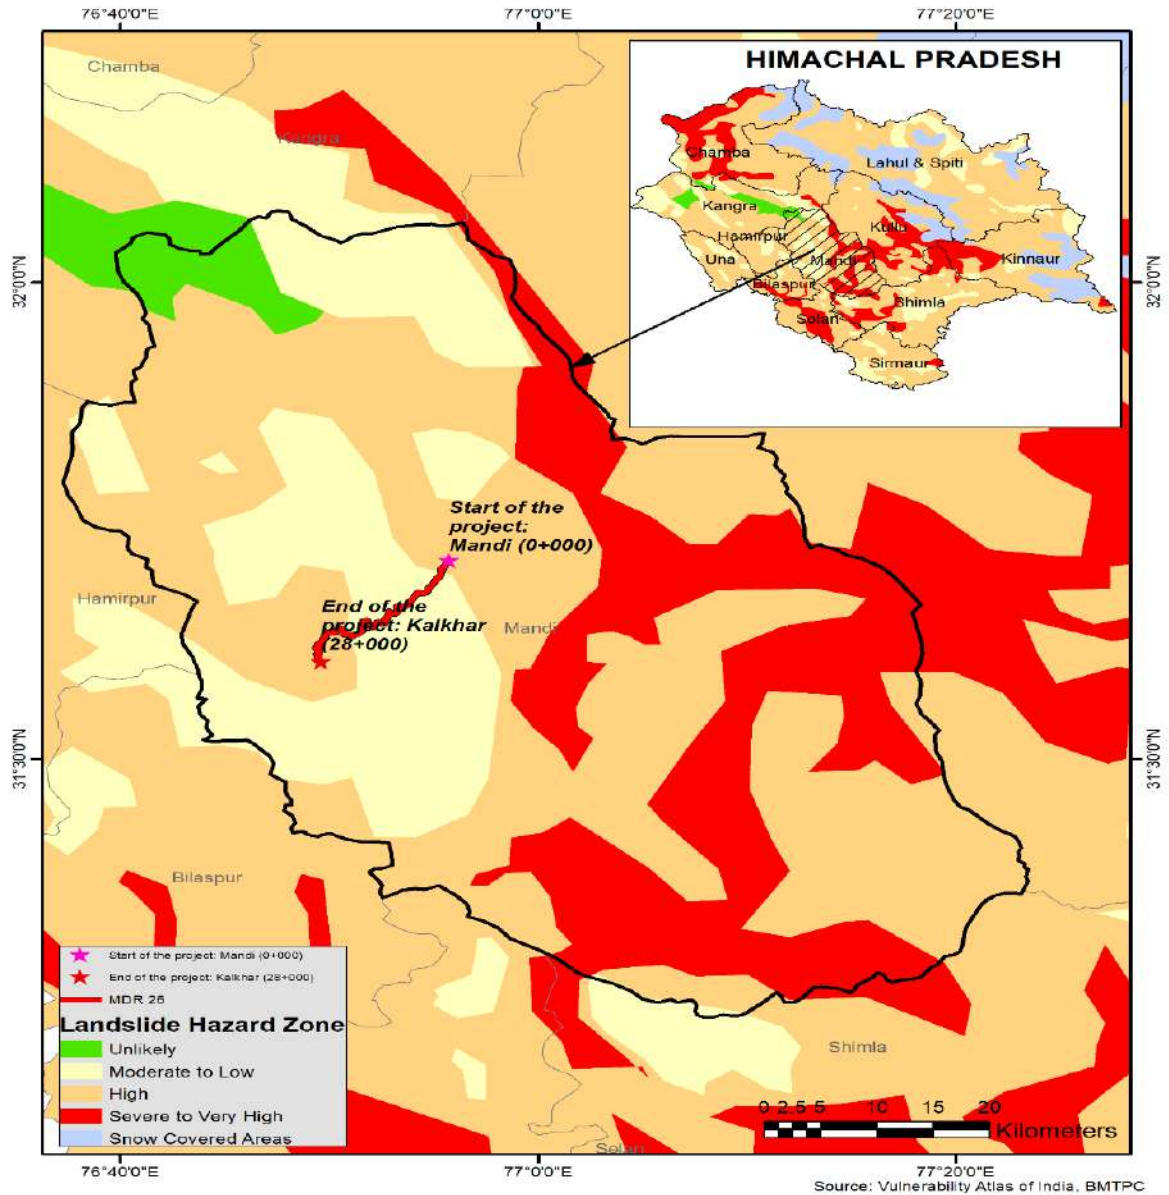 76°40'0"E
77°0'0"E
77°20'0"E
HIMACHAL PRADESH
Chamba
Lahul & Spiti
Kangra
Kullu
Hamirpur
Una
Mandi
Kinnaur
Bilaspur
Shimla
Solan
Sirmaur
Chamba
Kangra
32°0'0"N
32°0'0"N
Start of the
project:
Mandi (0+000)
End of the
project: Kalkhar
(28+000)
Hamirpur
Mandi
31°30'0"N
31°30'0"N
Bilaspur
Shimla
Solan
Start of the project: Mandi (0+000)
End of the project: Kalkhar (28+000)
MDR 26
Landslide Hazard Zone
Unlikely
Moderate to Low
High
Severe to Very High
Snow Covered Areas
0 2.5 5 10 15 20
Kilometers
76°40'0"E
77°0'0"E
77°20'0"E
Source: Vulnerability Atlas of India, BMTPC